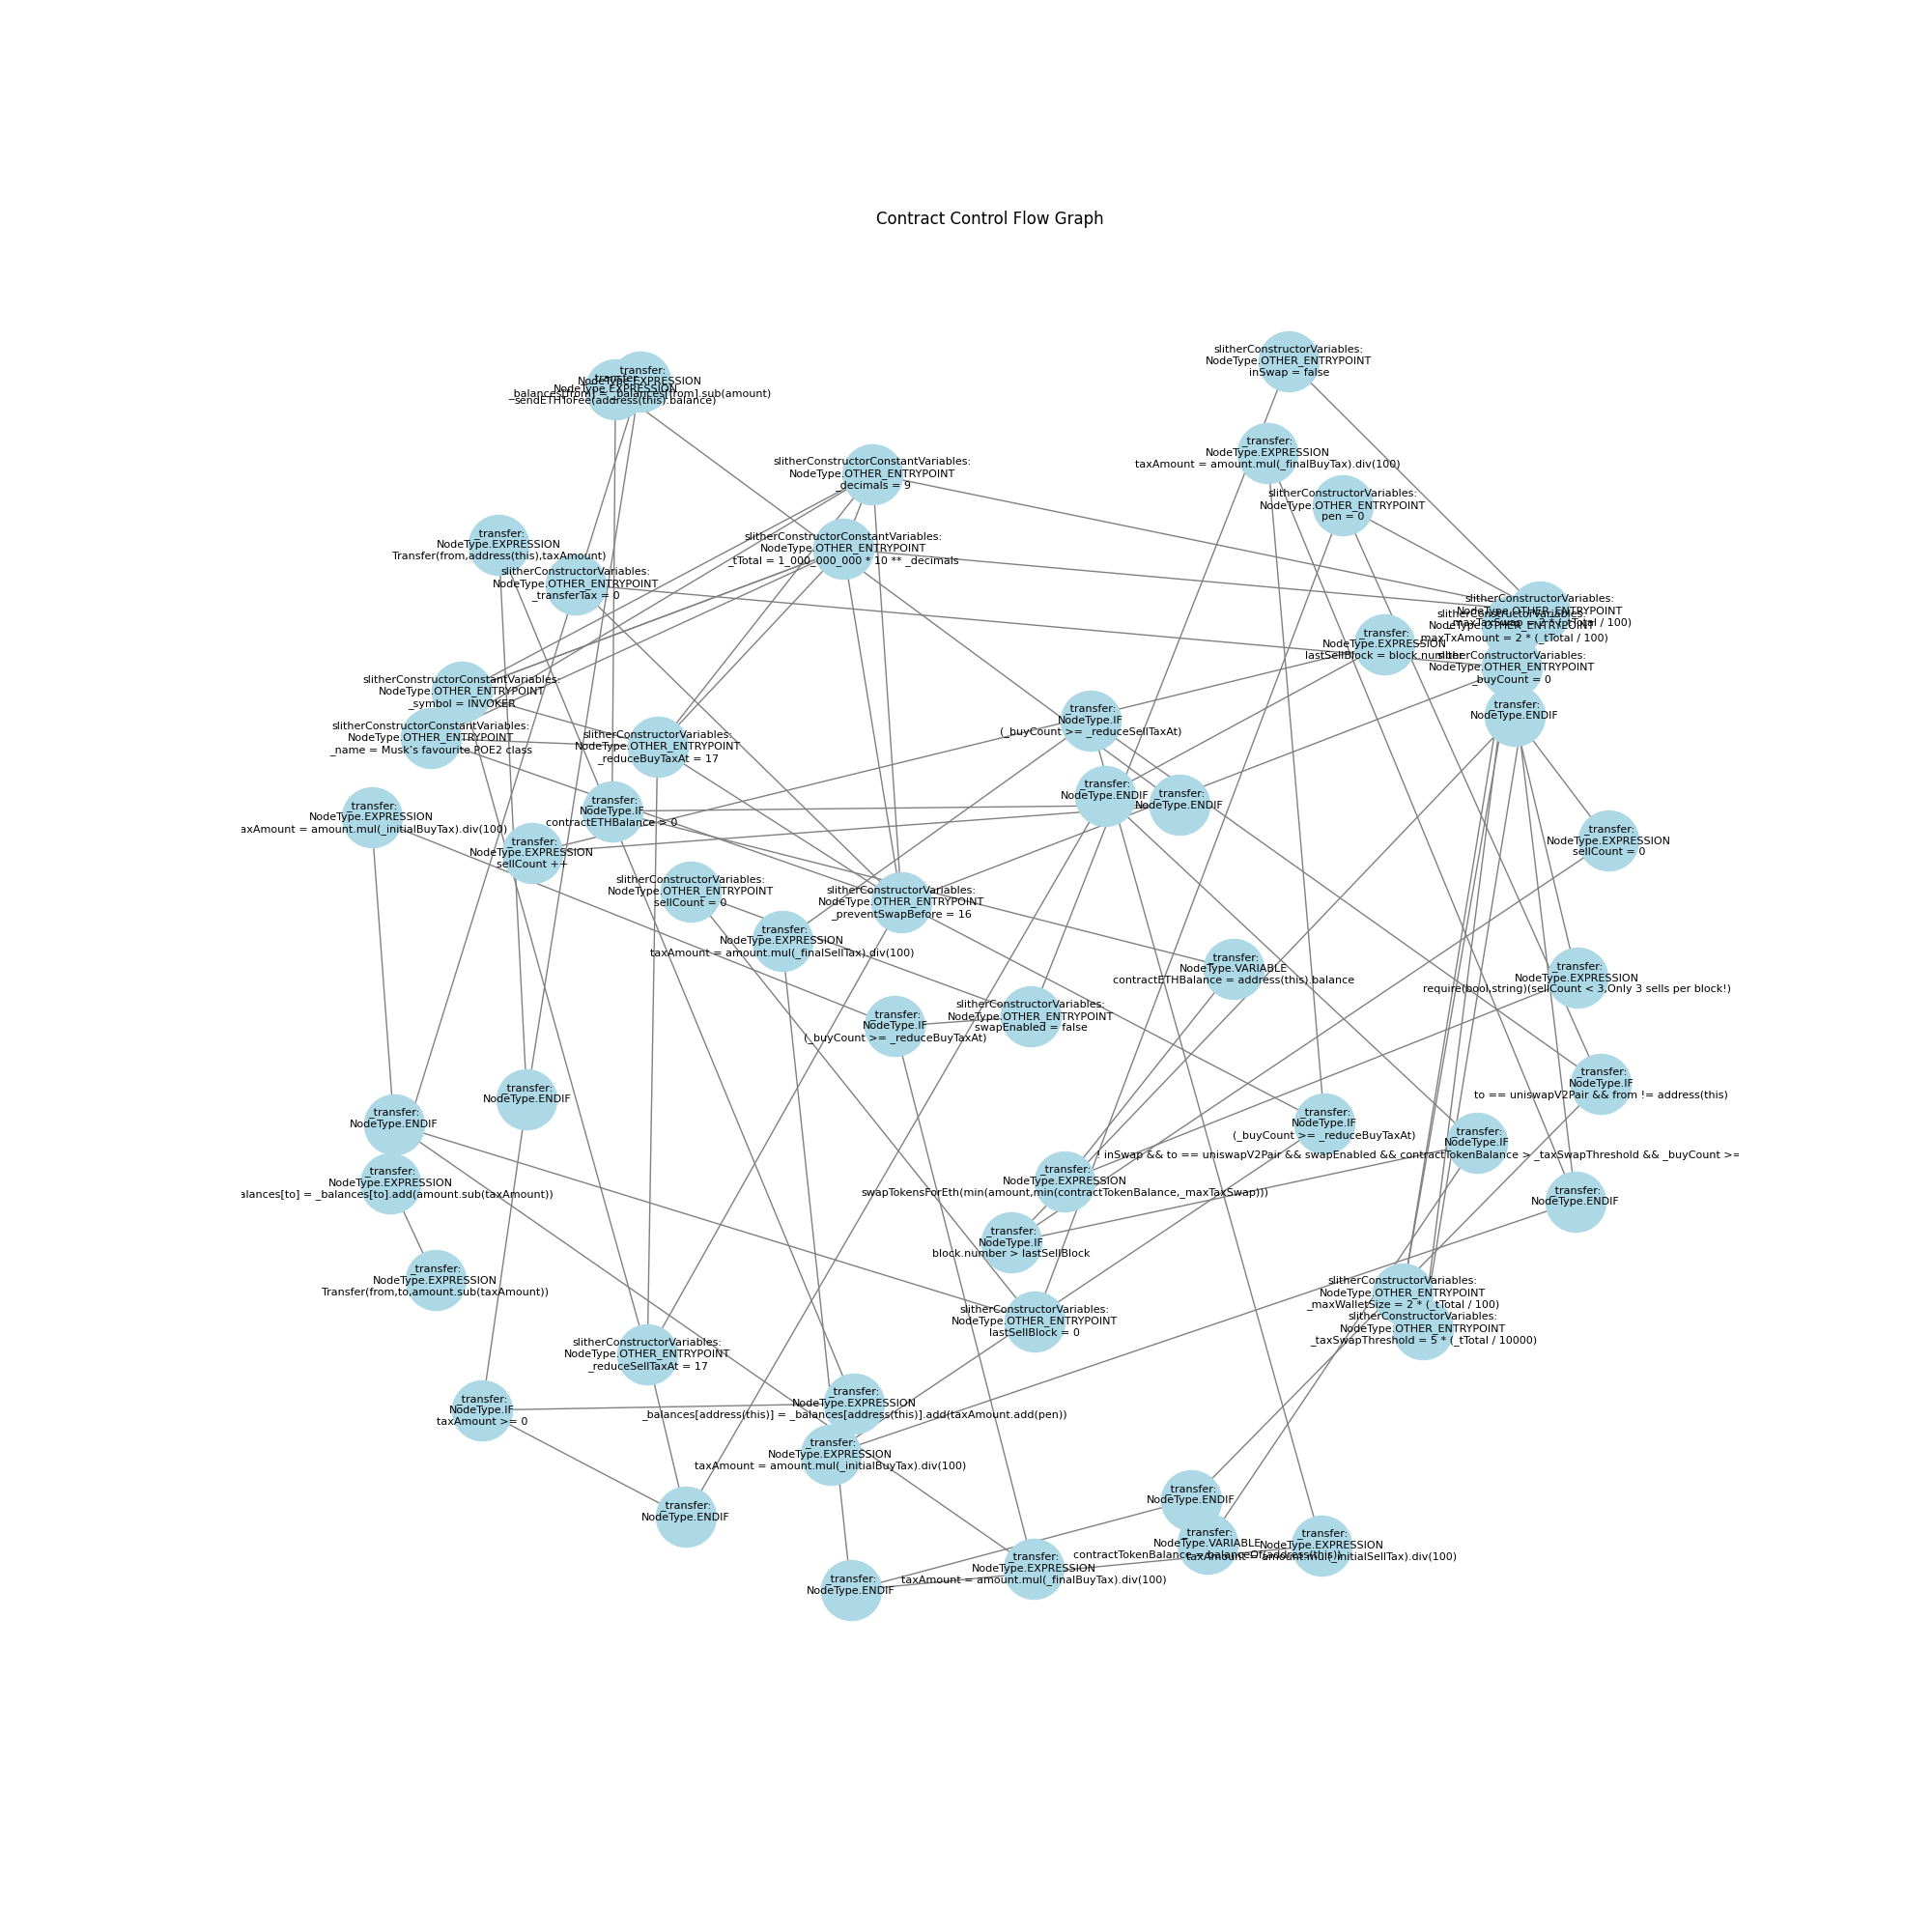 Contract Control Flow Graph
slitherConstructorVariables:
NodeType.OTHER_ENTRYPOINT
inSwap = false
_transfer:
NodeType.EXPRESSION
_balances[from] = _balances[from].sub(amount)
_transfer:
NodeType.EXPRESSION
sendETHToFee(address(this).balance)
_transfer:
NodeType.EXPRESSION
taxAmount = amount.mul(_finalBuyTax).div(100)
slitherConstructorConstantVariables:
NodeType.OTHER_ENTRYPOINT
_decimals = 9
slitherConstructorVariables:
NodeType.OTHER_ENTRYPOINT
pen = 0
_transfer:
NodeType.EXPRESSION
Transfer(from,address(this),taxAmount)
slitherConstructorConstantVariables:
NodeType.OTHER_ENTRYPOINT
_tTotal = 1_000_000_000 * 10 ** _decimals
slitherConstructorVariables:
NodeType.OTHER_ENTRYPOINT
_transferTax = 0
slitherConstructorVariables:
NodeType.OTHER_ENTRYPOINT
_maxTaxSwap = 2 * (_tTotal / 100)
slitherConstructorVariables:
NodeType.OTHER_ENTRYPOINT
_maxTxAmount = 2 * (_tTotal / 100)
_transfer:
NodeType.EXPRESSION
lastSellBlock = block.number
slitherConstructorVariables:
NodeType.OTHER_ENTRYPOINT
_buyCount = 0
slitherConstructorConstantVariables:
NodeType.OTHER_ENTRYPOINT
_symbol = INVOKER
_transfer:
NodeType.ENDIF
_transfer:
NodeType.IF
(_buyCount >= _reduceSellTaxAt)
slitherConstructorConstantVariables:
NodeType.OTHER_ENTRYPOINT
_name = Musk’s favourite POE2 class
slitherConstructorVariables:
NodeType.OTHER_ENTRYPOINT
_reduceBuyTaxAt = 17
_transfer:
NodeType.ENDIF
_transfer:
NodeType.ENDIF
_transfer:
NodeType.IF
contractETHBalance > 0
_transfer:
NodeType.EXPRESSION
axAmount = amount.mul(_initialBuyTax).div(100)
_transfer:
NodeType.EXPRESSION
sellCount = 0
_transfer:
NodeType.EXPRESSION
sellCount ++
slitherConstructorVariables:
NodeType.OTHER_ENTRYPOINT
sellCount = 0
slitherConstructorVariables:
NodeType.OTHER_ENTRYPOINT
_preventSwapBefore = 16
_transfer:
NodeType.EXPRESSION
taxAmount = amount.mul(_finalSellTax).div(100)
_transfer:
NodeType.VARIABLE
contractETHBalance = address(this).balance
_transfer:
NodeType.EXPRESSION
require(bool,string)(sellCount < 3,Only 3 sells per block!)
slitherConstructorVariables:
NodeType.OTHER_ENTRYPOINT
swapEnabled = false
_transfer:
NodeType.IF
(_buyCount >= _reduceBuyTaxAt)
_transfer:
NodeType.IF
to == uniswapV2Pair && from != address(this)
_transfer:
NodeType.ENDIF
_transfer:
NodeType.ENDIF
_transfer:
NodeType.IF
(_buyCount >= _reduceBuyTaxAt)
_transfer:
NodeType.IF
! inSwap && to == uniswapV2Pair && swapEnabled && contractTokenBalance > _taxSwapThreshold && _buyCount >=
_transfer:
NodeType.EXPRESSION
swapTokensForEth(min(amount,min(contractTokenBalance,_maxTaxSwap)))
_transfer:
NodeType.EXPRESSION
alances[to] = _balances[to].add(amount.sub(taxAmount))
_transfer:
NodeType.ENDIF
_transfer:
NodeType.IF
block.number > lastSellBlock
_transfer:
NodeType.EXPRESSION
Transfer(from,to,amount.sub(taxAmount))
slitherConstructorVariables:
NodeType.OTHER_ENTRYPOINT
_maxWalletSize = 2 * (_tTotal / 100)
slitherConstructorVariables:
NodeType.OTHER_ENTRYPOINT
lastSellBlock = 0
slitherConstructorVariables:
NodeType.OTHER_ENTRYPOINT
_taxSwapThreshold = 5 * (_tTotal / 10000)
slitherConstructorVariables:
NodeType.OTHER_ENTRYPOINT
_reduceSellTaxAt = 17
_transfer:
NodeType.EXPRESSION
_balances[address(this)] = _balances[address(this)].add(taxAmount.add(pen))
_transfer:
NodeType.IF
taxAmount >= 0
_transfer:
NodeType.EXPRESSION
taxAmount = amount.mul(_initialBuyTax).div(100)
_transfer:
NodeType.ENDIF
_transfer:
NodeType.ENDIF
_transfer:
NodeType.VARIABLE
contractTokenBalance = balanceOf(address(this))
_transfer:
NodeType.EXPRESSION
taxAmount = amount.mul(_initialSellTax).div(100)
_transfer:
NodeType.EXPRESSION
taxAmount = amount.mul(_finalBuyTax).div(100)
_transfer:
NodeType.ENDIF